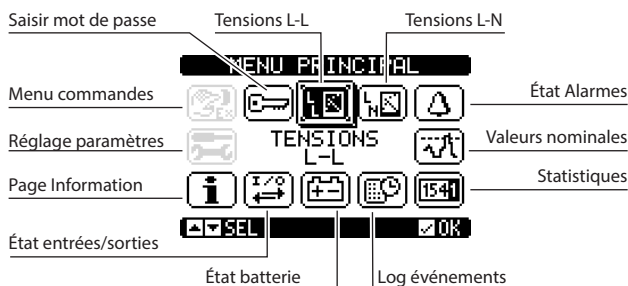 Saisir mot de passe
Tensions L-L
Tensions L-N
MENU PRINCIPAL
Menu commandes
État Alarmes
Réglage paramètres
TENSIONS
L-L
Valeurs nominales
Page Information
I/O
Statistiques
1541
SEL
OK
État entrées/sorties
État batterie
Log événements